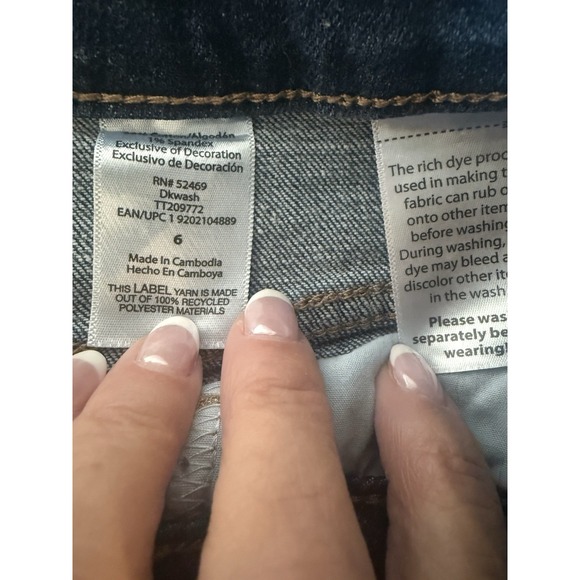 1% Spandex
Exclusive of Decoration
Exclusivo de Decoración
RN# 52469
Dkwash
TT209772
EAN/UPC 1 9202104889
6
Made in Cambodia
Hecho En Camboya
THIS LABEL YARN IS MADE
OUT OF 100% RECYCLED
POLYESTER MATERIALS
The rich dye proc
used in making t
fabric can rub o
onto other item
before washing
During washing,
dye may bleed a
discolor other it
in the wash
Please was
separately be
wearing!